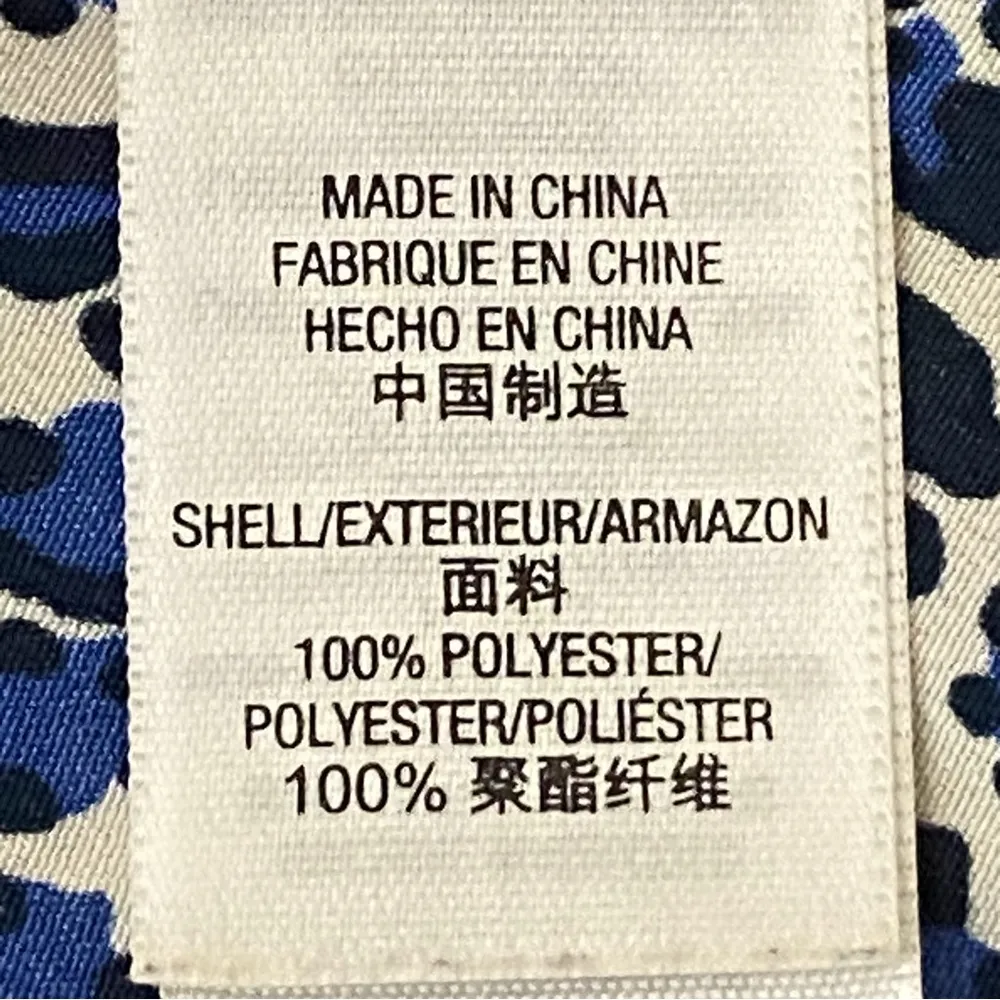 MADE IN CHINA
FABRIQUE EN CHINE
HECHO EN CHINA
中国制造
SHELL/EXTERIEUR/ARMAZON
面料
100% POLYESTER/
POLYESTER/POLIÉSTER
100% 聚酯纤维